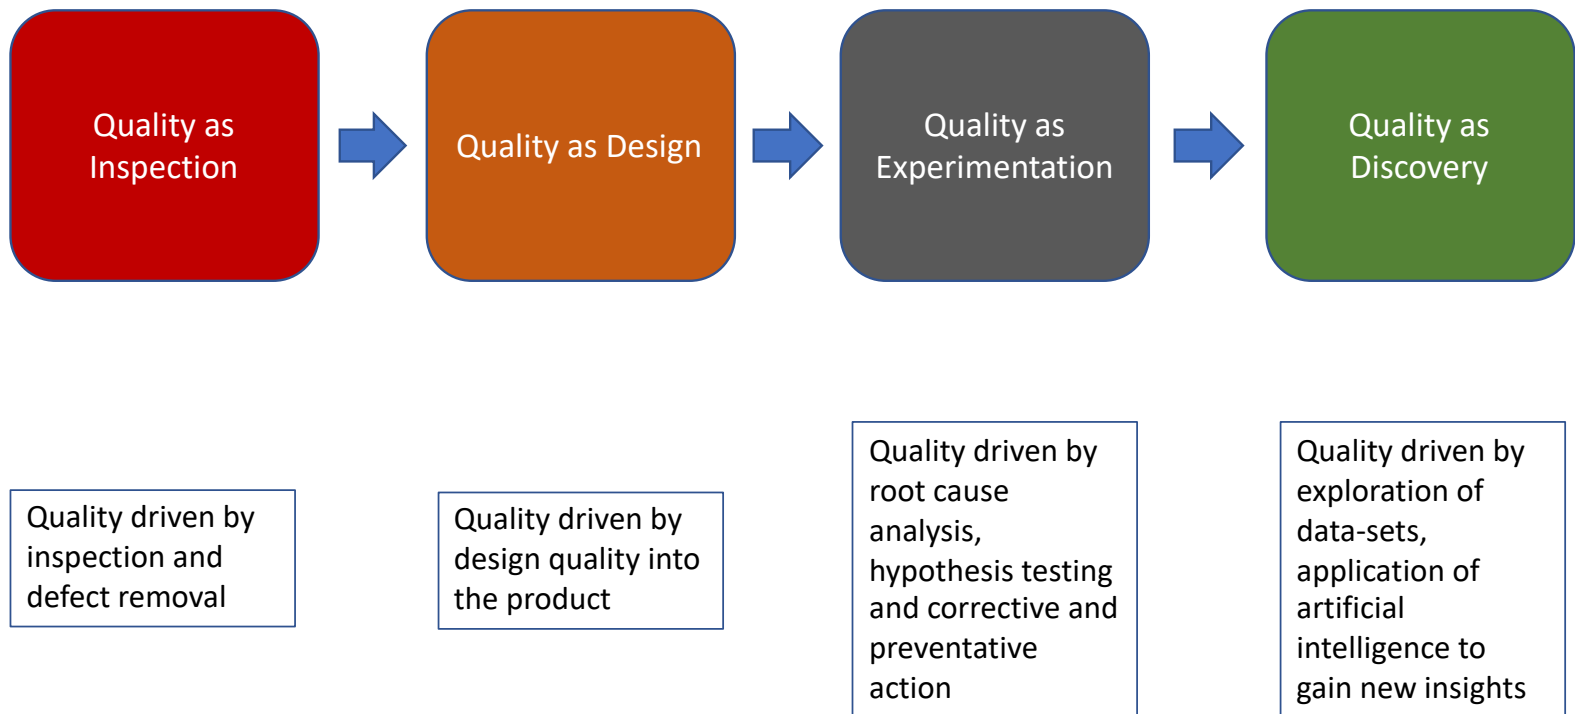 Quality as
Inspection
Quality as Design
Quality as
Experimentation
Quality as
Discovery
Quality driven by
inspection and
defect removal
Quality driven by
design quality into
the product
Quality driven by
root cause
analysis,
hypothesis testing
and corrective and
preventative
action
Quality driven by
exploration of
data-sets,
application of
artificial
intelligence to
gain new insights